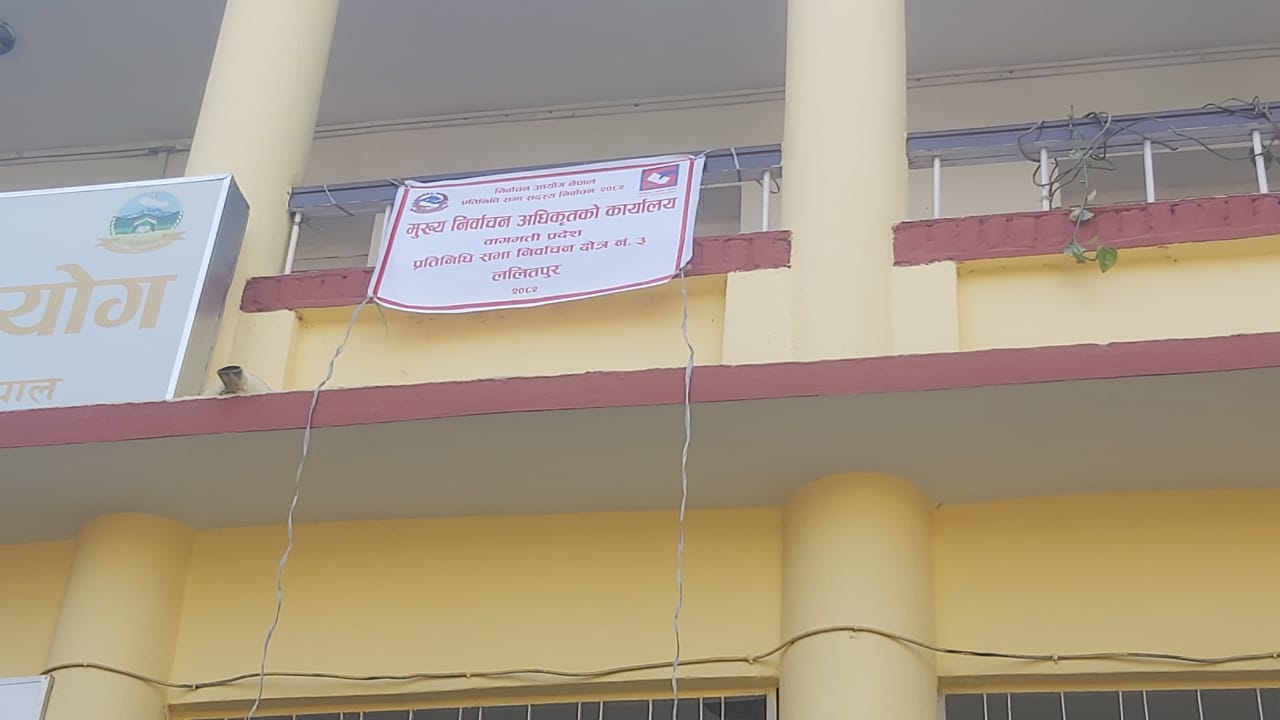 निर्वाचन आयोग नेपाल
प्रतिनिधि सभा सदस्य निर्वाचन २०८२
मुख्य निर्वाचन अधिकृतको कार्यालय
वागमती प्रदेश
प्रतिनिधि सभा निर्वाचन क्षेत्र नं. ३
ललितपुर
२०८२
योग
पाल